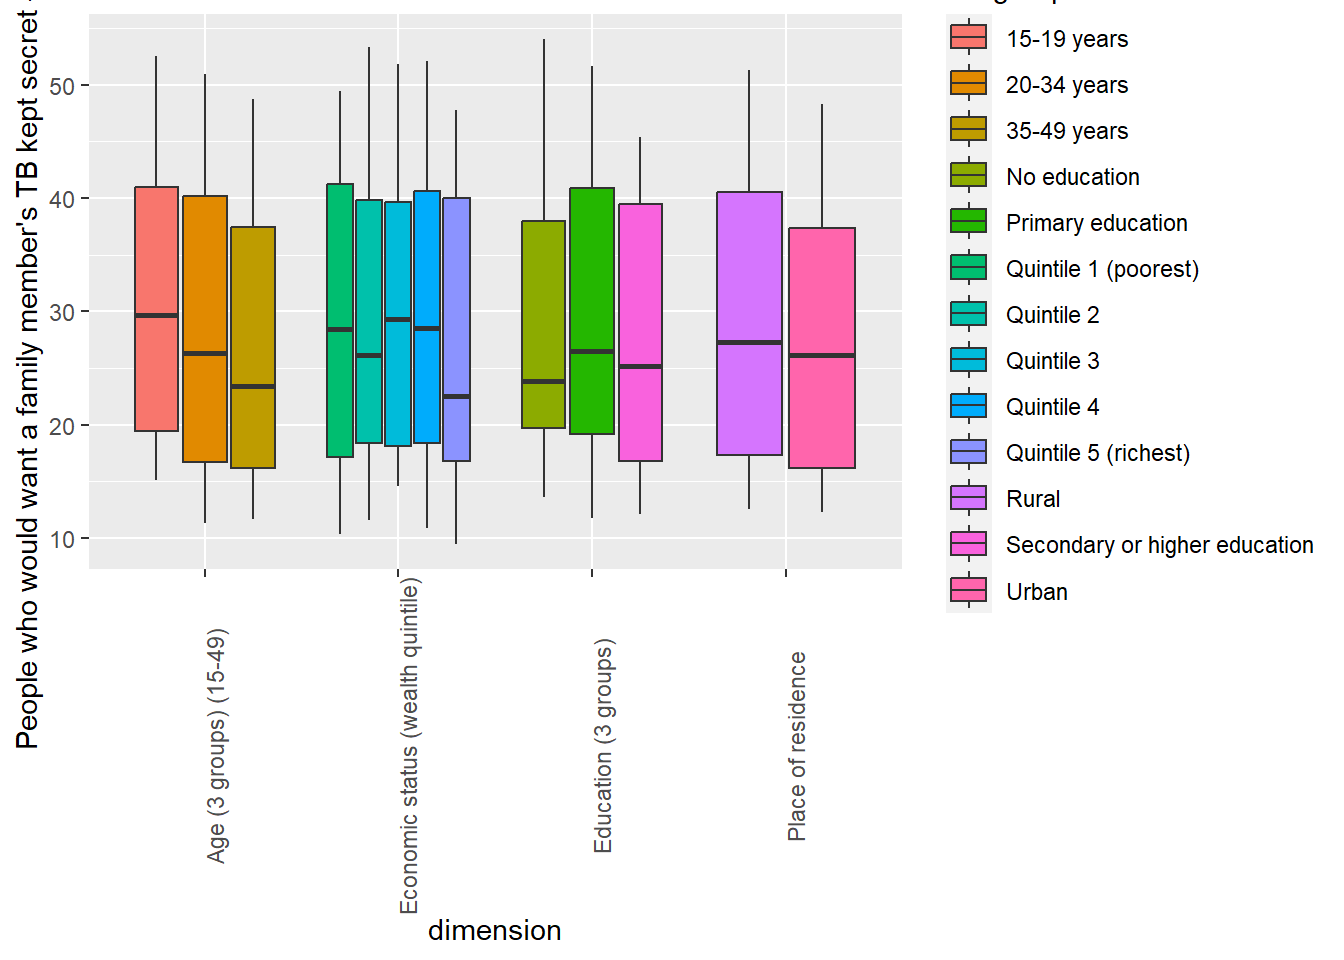 People who would want a family member's TB kept secret
50
40
30
20
10
Age (3 groups) (15-49)
Economic status (wealth quintile)
Education (3 groups)
Place of residence
dimension
15-19 years
20-34 years
35-49 years
No education
Primary education
Quintile 1 (poorest)
Quintile 2
Quintile 3
Quintile 4
Quintile 5 (richest)
Rural
Secondary or higher education
Urban